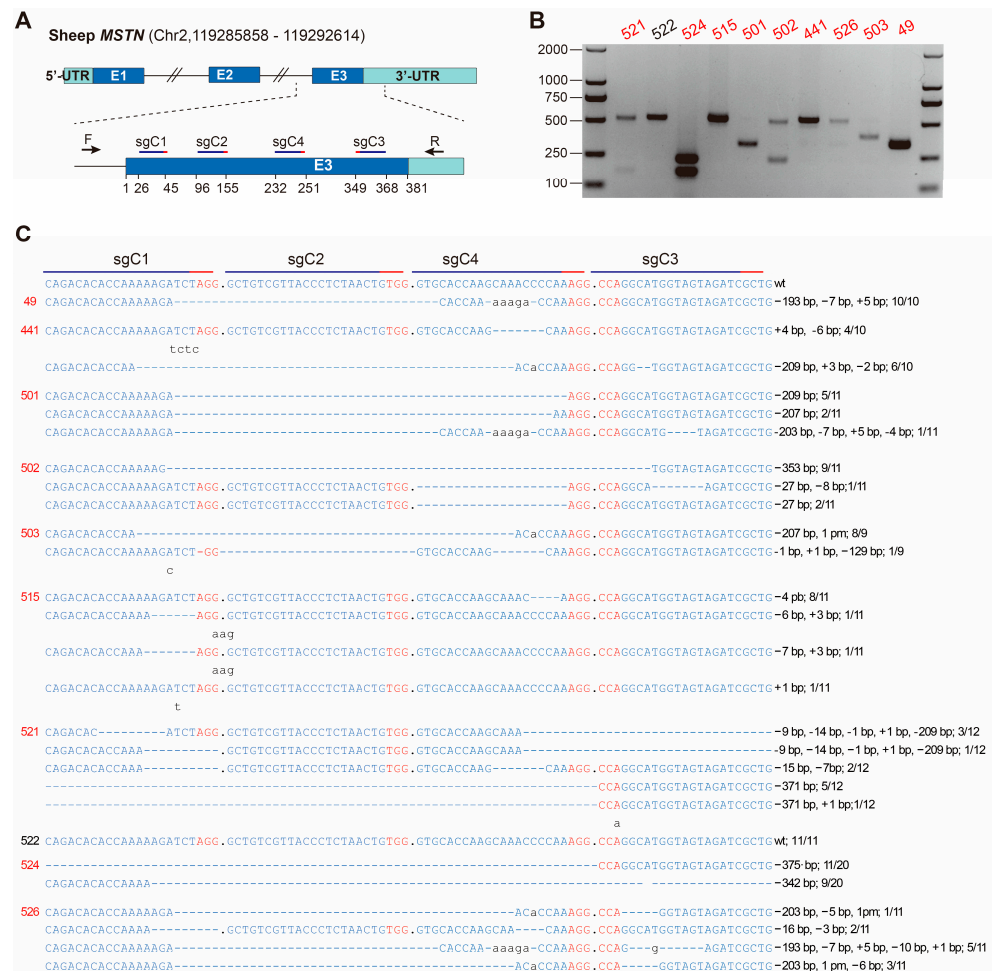 A
Sheep MSTN (Chr2,119285858 - 119292614)
5'-UTR E1 // E2 // E3 3'-UTR
F sgC1 sgC2 sgC4 sgC3 R
E3
1 26 45 96 155 232 251 349 368 381
B
521 522 524 515 501 502 441 526 503 49
2000
1000
750
500
250
100
C
sgC1 sgC2 sgC4 sgC3
CAGACACACCAAAAAGATCTAGG.GCTGTCGTTACCCTCTAACTGTGG.GTGCACCAAGCAAACCCCAAAGG.CCAGGCATGGTAGTAGATCGCTG wt
49 CAGACACACCAAAAAGA------------------------------CACCAA-aaaga-CCAAAGG.CCAGGCATGGTAGTAGATCGCTG −193 bp, −7 bp, +5 bp; 10/10
441 CAGACACACCAAAAAGATCTAGG.GCTGTCGTTACCCTCTAACTGTGG.GTGCACCAAG------CAAAGG.CCAGGCATGGTAGTAGATCGCTG +4 bp, -6 bp; 4/10
tctc
CAGACACACCAA------------------------------------------ACaCCAAAGG.CCAGG--TGGTAGTAGATCGCTG −209 bp, +3 bp, −2 bp; 6/10
501 CAGACACACCAAAAAGA---------------------------------------------AGG.CCAGGCATGGTAGTAGATCGCTG −209 bp; 5/11
CAGACACACCAAAAAGA-------------------------------------------AAAGG.CCAGGCATGGTAGTAGATCGCTG −207 bp; 2/11
CAGACACACCAAAAAGA------------------------------CACCAA-aaaga-CCAAAGG.CCAGGCATG----TAGATCGCTG -203 bp, -7 bp, +5 bp, -4 bp; 1/11
502 CAGACACACCAAAAG-------------------------------------------------------TGGTAGTAGATCGCTG −353 bp; 9/11
CAGACACACCAAAAAGATCTAGG.GCTGTCGTTACCCTCTAACTGTGG.-----------------AGG.CCAGGCA------AGATCGCTG −27 bp, −8 bp;1/11
CAGACACACCAAAAAGATCTAGG.GCTGTCGTTACCCTCTAACTGTGG.-----------------AGG.CCAGGCATGGTAGTAGATCGCTG −27 bp; 2/11
503 CAGACACACCAA------------------------------------------ACaCCAAAGG.CCAGGCATGGTAGTAGATCGCTG −207 bp, 1 pm; 8/9
CAGACACACCAAAAAGATCT-GG----------------------GTGCACCAAG------CAAAGG.CCAGGCATGGTAGTAGATCGCTG -1 bp, +1 bp, −129 bp; 1/9
c
515 CAGACACACCAAAAAGATCTAGG.GCTGTCGTTACCCTCTAACTGTGG.GTGCACCAAGCAAAC----AAGG.CCAGGCATGGTAGTAGATCGCTG −4 pb; 8/11
CAGACACACCAAA------AGG.GCTGTCGTTACCCTCTAACTGTGG.GTGCACCAAGCAAACCCCAAAGG.CCAGGCATGGTAGTAGATCGCTG −6 bp, +3 bp; 1/11
aag
CAGACACACCAAA-------AGG.GCTGTCGTTACCCTCTAACTGTGG.GTGCACCAAGCAAACCCCAAAGG.CCAGGCATGGTAGTAGATCGCTG −7 bp, +3 bp; 1/11
aag
CAGACACACCAAAAAGATCTAGG.GCTGTCGTTACCCTCTAACTGTGG.GTGCACCAAGCAAACCCCAAAGG.CCAGGCATGGTAGTAGATCGCTG +1 bp; 1/11
t
521 CAGACAC---------ATCTAGG.GCTGTCGTTACCCTCTAACTGTGG.GTGCACCAAGCAAA---------------------------- −9 bp, -14 bp, -1 bp, +1 bp, -209 bp; 3/12
CAGACACACCAAA---------.GCTGTCGTTACCCTCTAACTGTGG.GTGCACCAAGCAAA---------------------------- -9 bp, −14 bp, −1 bp, +1 bp, −209 bp; 1/12
CAGACACACCAAA---------.GCTGTCGTTACCCTCTAACTGTGG.GTGCACCAAG------CAAAGG.CCAGGCATGGTAGTAGATCGCTG −15 bp, −7bp; 2/12
---------------------------------------------------------------CCAGGCATGGTAGTAGATCGCTG −371 bp; 5/12
---------------------------------------------------------------CCAGGCATGGTAGTAGATCGCTG −371 bp, +1 bp;1/12
a
522 CAGACACACCAAAAAGATCTAGG.GCTGTCGTTACCCTCTAACTGTGG.GTGCACCAAGCAAACCCCAAAGG.CCAGGCATGGTAGTAGATCGCTG wt; 11/11
524 ---------------------------------------------------------------CCAGGCATGGTAGTAGATCGCTG −375 bp; 11/20
CAGACACACCAAAA------------------------------------------------------- -------------- −342 bp; 9/20
526 CAGACACACCAAAAAGA--------------------------------------ACaCCAAAGG.CCA----GGTAGTAGATCGCTG −203 bp, −5 bp, 1pm; 1/11
CAGACACACCAAAA--------.GCTGTCGTTACCCTCTAACTGTGG.GTGCACCAAGCAA---CAAAGG.CCAGGCATGGTAGTAGATCGCTG −16 bp, −3 bp; 2/11
CAGACACACCAAAAAGA------------------------------CACCAA-aaaga-CCAAAGG.CCAG---g-----AGATCGCTG −193 bp, −7 bp, +5 bp, −10 bp, +1 bp; 5/11
CAGACACACCAAAAAGA--------------------------------------ACaCCAAAGG.CCA------TAGTAGATCGCTG −203 bp, 1 pm, −6 bp; 3/11